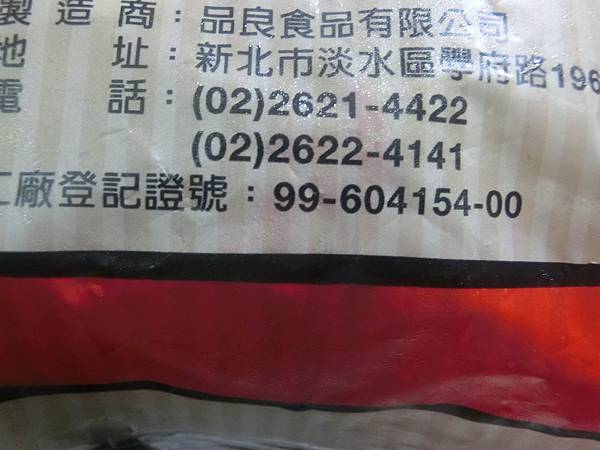 製造商：品良食品有限公司
地址：新北市淡水區學府路196
電話：(02)2621-4422
(02)2622-4141
工廠登記證號：99-604154-00